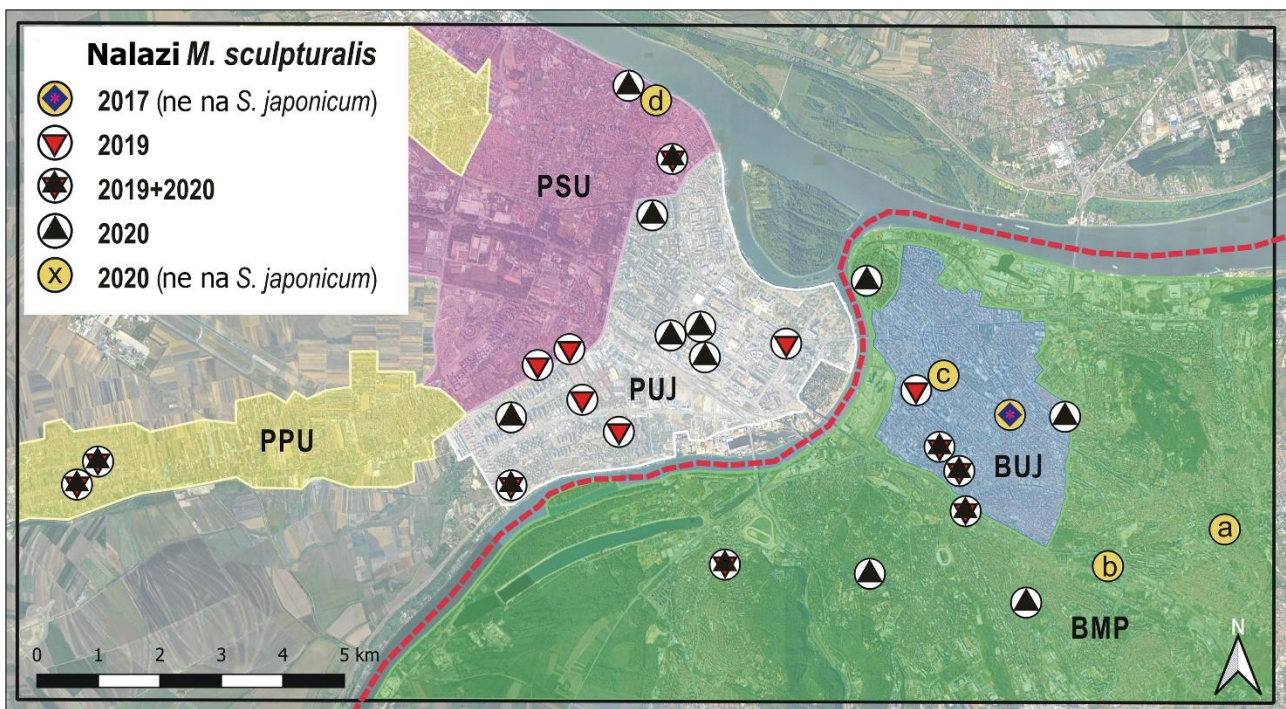 Nalazi M. sculpturalis
* 2017 (ne na S. japonicum)
2019
2019+2020
2020
x 2020 (ne na S. japonicum)
d
PSU
PUJ
c
*
PPU
BUJ
a
b
BMP
N
0 1 2 3 4 5 km